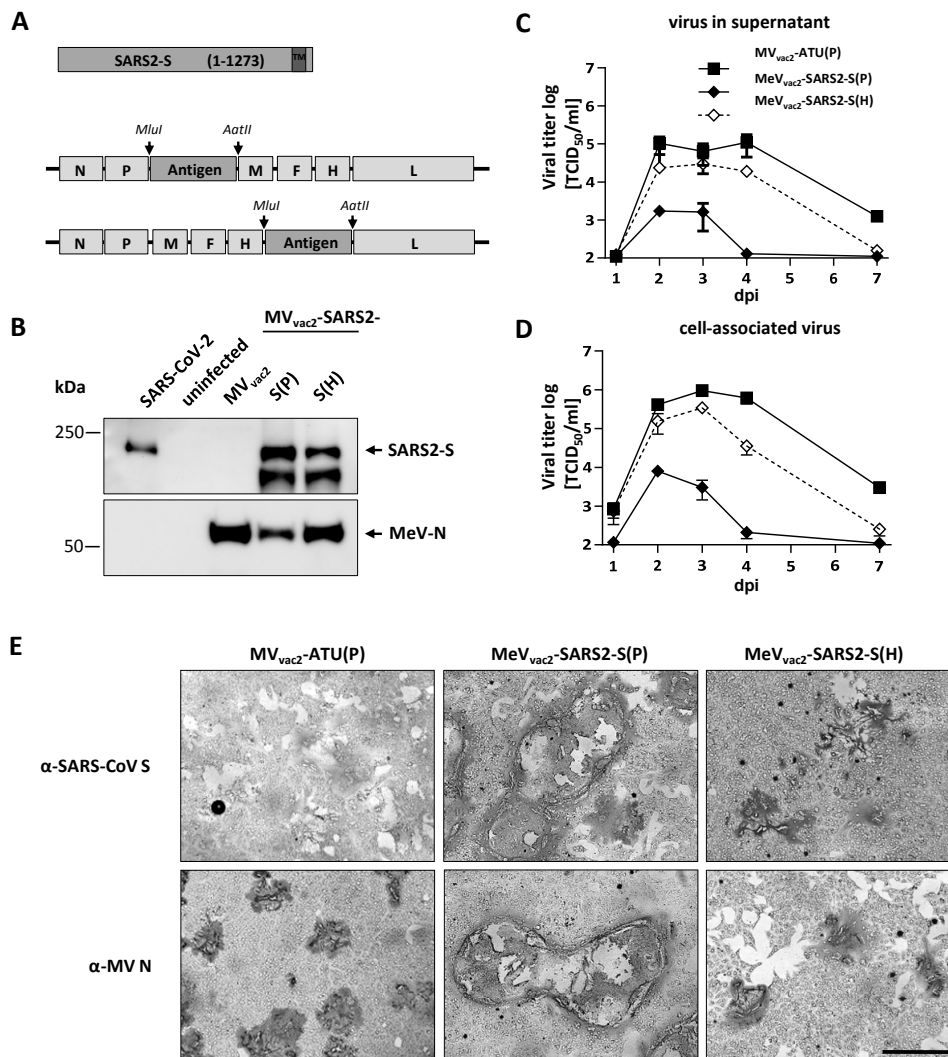 A
SARS2-S (1-1273) TM
MluI AatII
N P Antigen M F H L
MluI AatII
N P M F H Antigen L
B
MVvac2-SARS2-
kDa SARS-CoV-2 uninfected MVvac2 S(P) S(H)
250 SARS2-S
50 MeV-N
C
virus in supernatant
MVvac2-ATU(P)
MeVvac2-SARS2-S(P)
MeVvac2-SARS2-S(H)
Viral titer log
[TCID50/ml]
6
5
4
3
2
1 2 3 4 5 6 7
dpi
D
cell-associated virus
Viral titer log
[TCID50/ml]
7
6
5
4
3
2
1 2 3 4 5 6 7
dpi
E
MVvac2-ATU(P) MeVvac2-SARS2-S(P) MeVvac2-SARS2-S(H)
α-SARS-CoV S
α-MV N